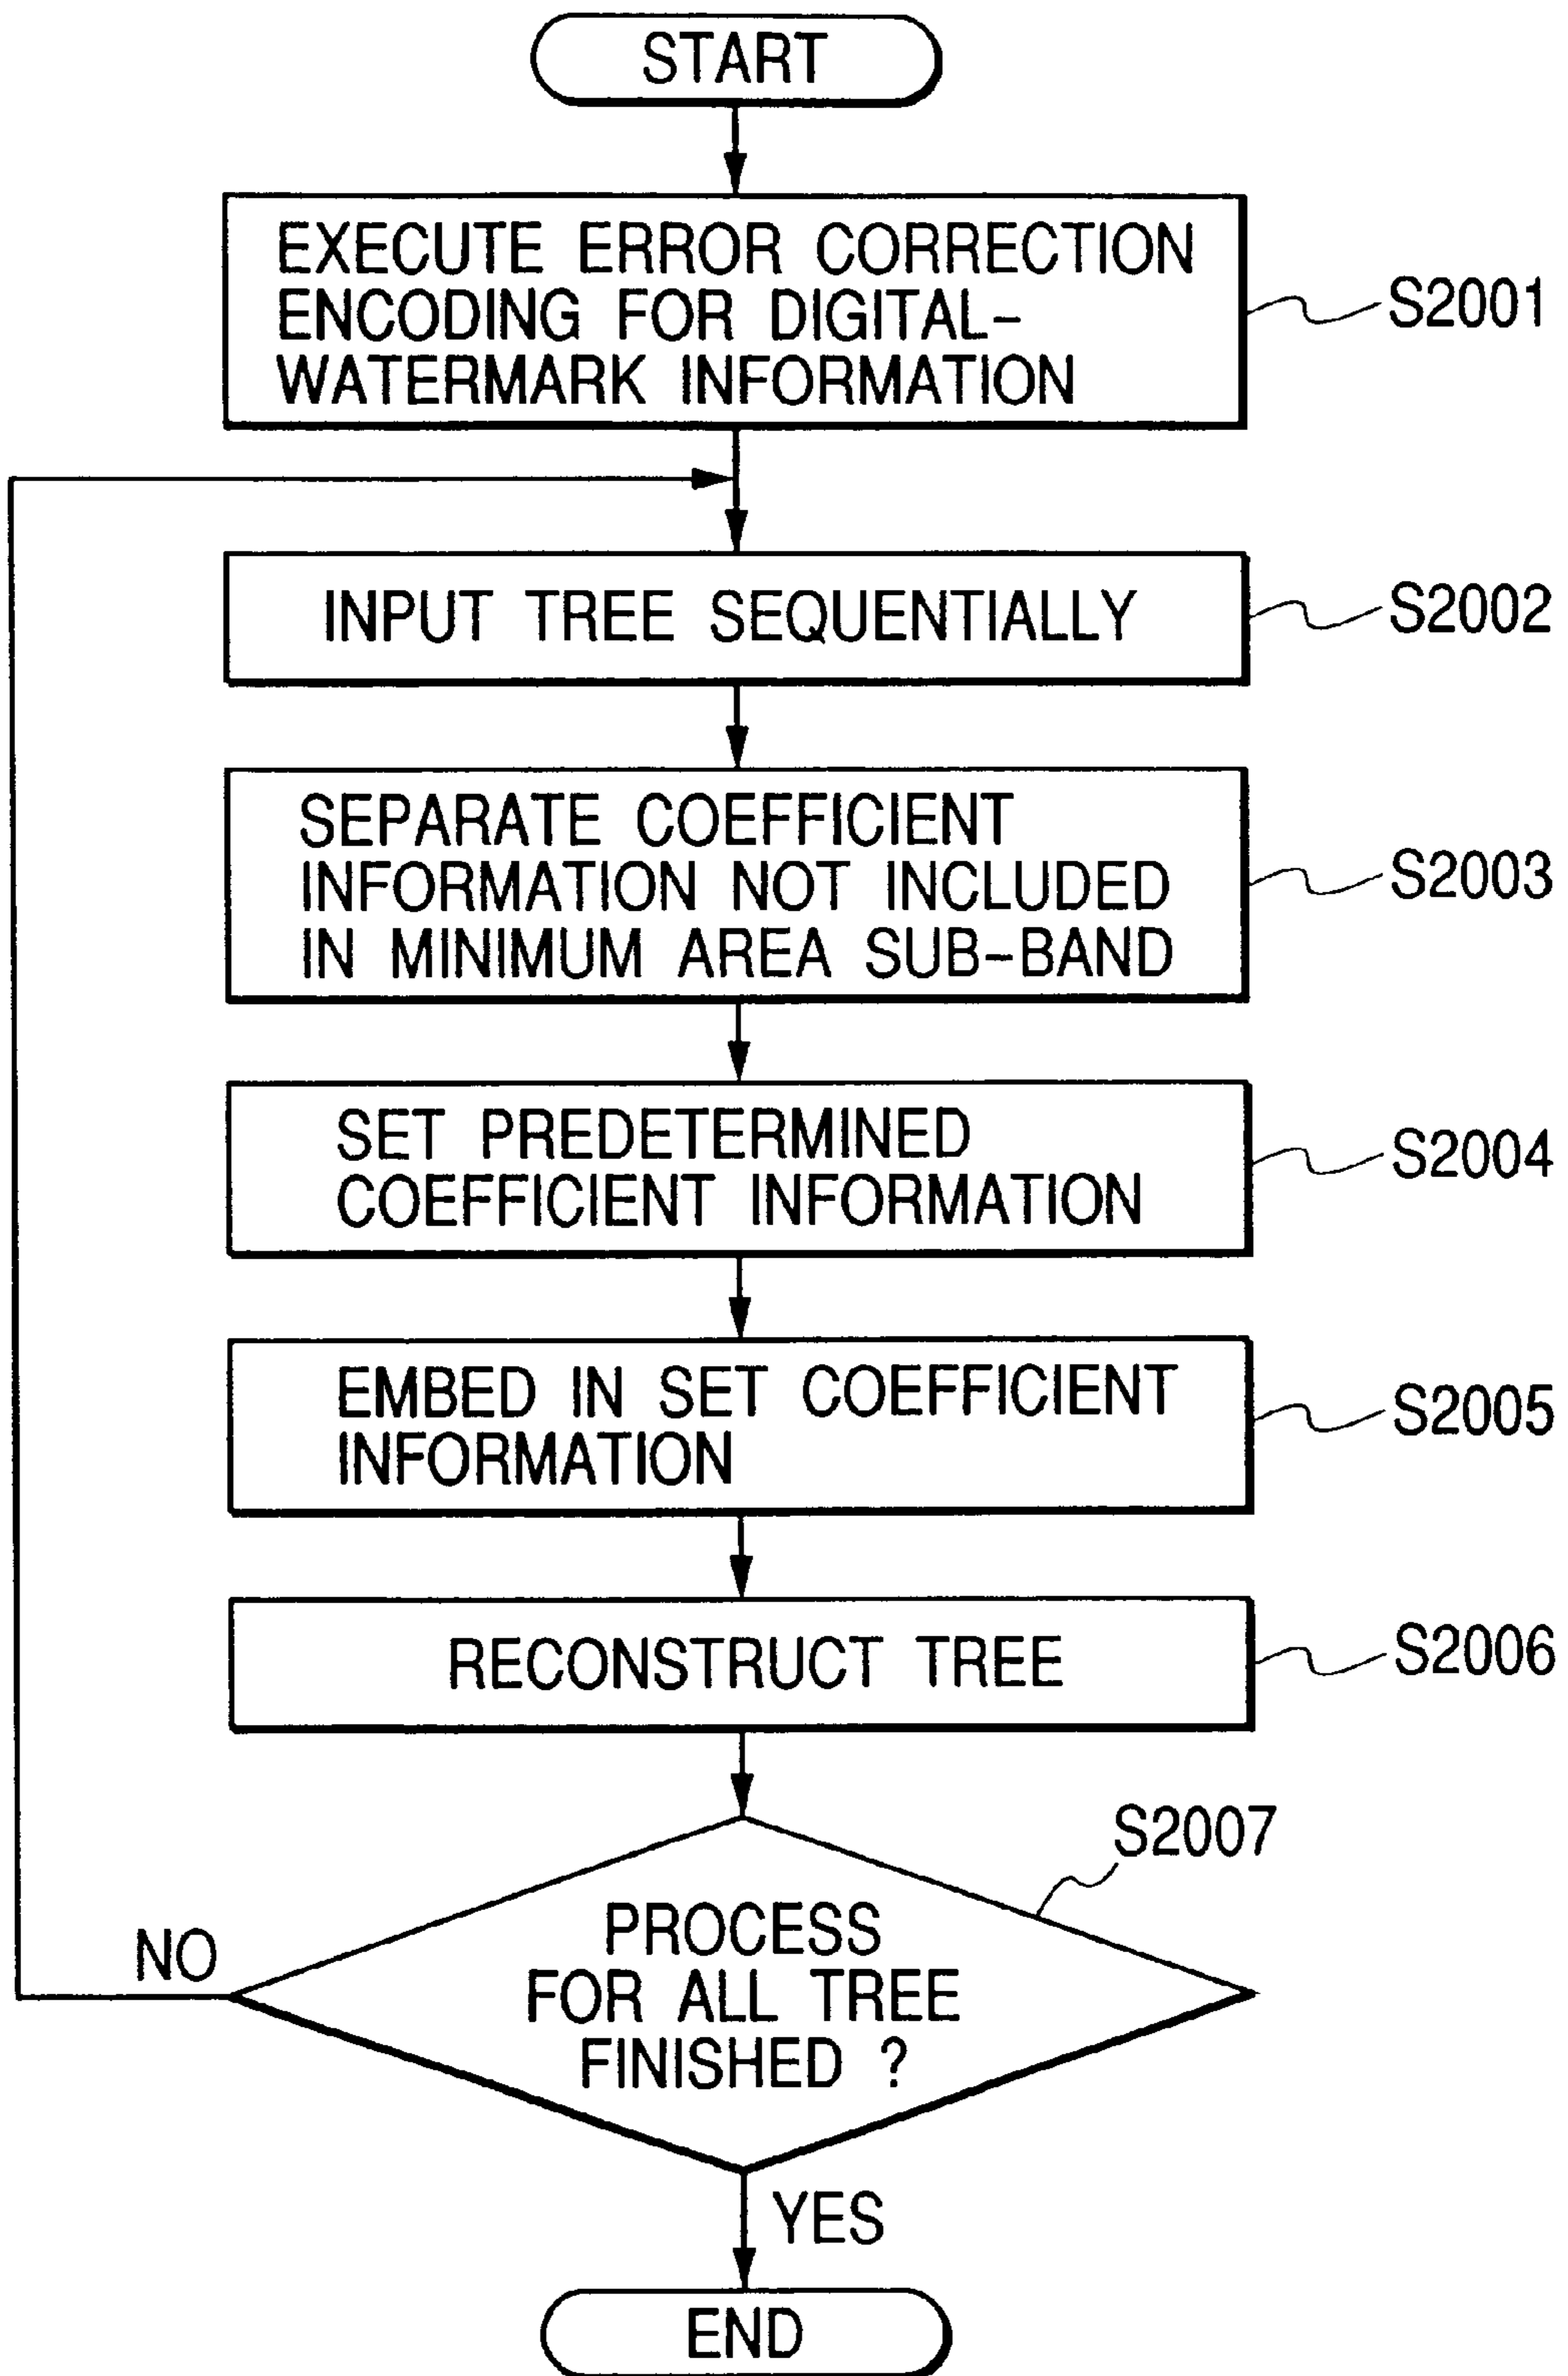 START
EXECUTE ERROR CORRECTION
ENCODING FOR DIGITAL-
WATERMARK INFORMATION
S2001
INPUT TREE SEQUENTIALLY
S2002
SEPARATE COEFFICIENT
INFORMATION NOT INCLUDED
IN MINIMUM AREA SUB-BAND
S2003
SET PREDETERMINED
COEFFICIENT INFORMATION
S2004
EMBED IN SET COEFFICIENT
INFORMATION
S2005
RECONSTRUCT TREE
S2006
S2007
PROCESS
FOR ALL TREE
FINISHED ?
NO
YES
END